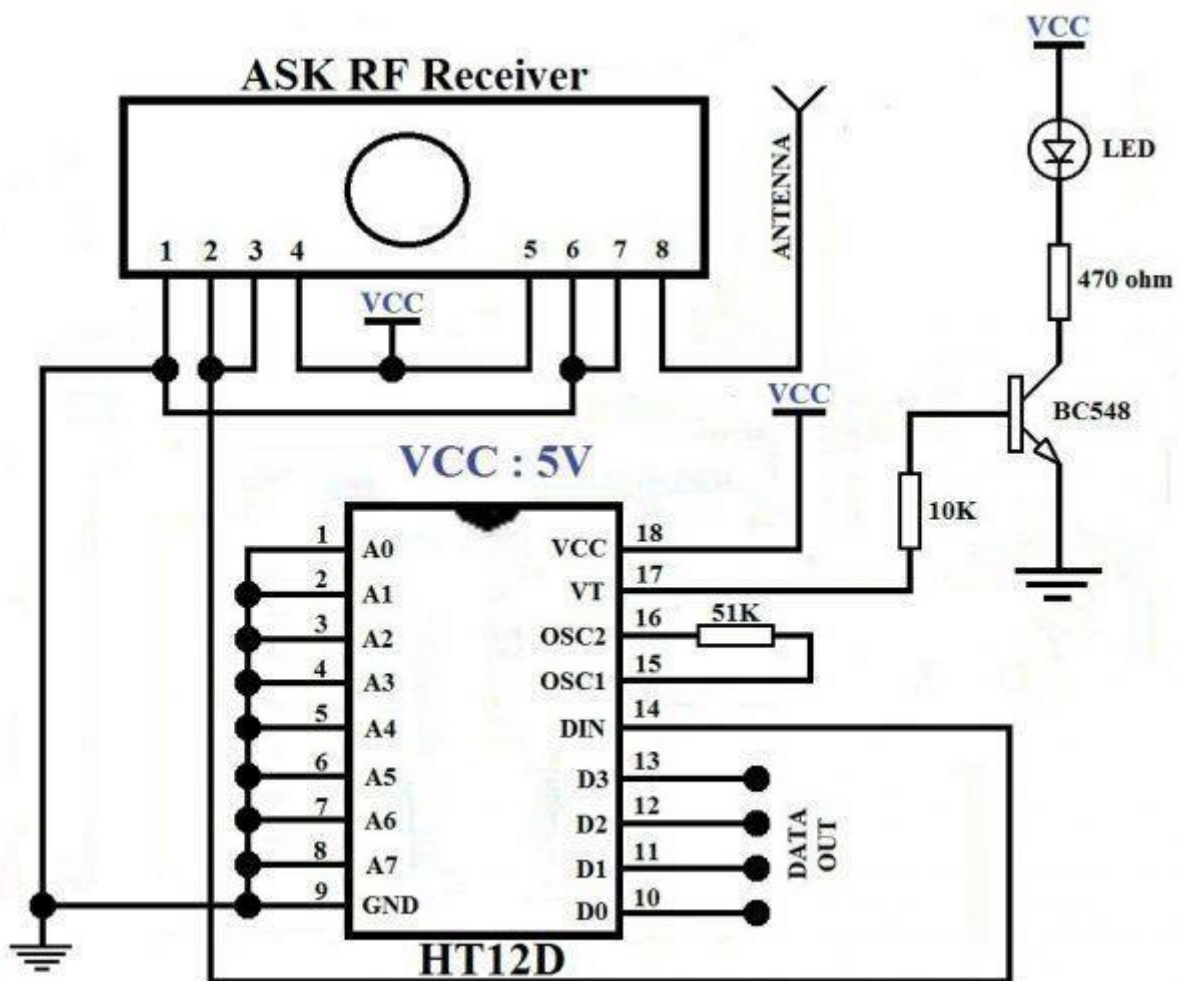 VCC
ASK RF Receiver
ANTENNA
LED
1 2 3 4 5 6 7 8
470 ohm
VCC
VCC
BC548
VCC : 5V
10K
1 A0 VCC 18
2 A1 VT 17
51K
3 A2 OSC2 16
4 A3 OSC1 15
5 A4 DIN 14
6 A5 D3 13
7 A6 D2 12
8 A7 D1 11
9 GND D0 10
DATA
OUT
HT12D